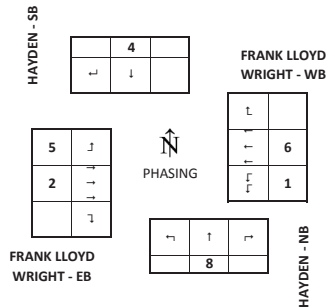 HAYDEN - SB
4
FRANK LLOYD
WRIGHT - WB
6
1
5
2
N
PHASING
FRANK LLOYD
WRIGHT - EB
8
HAYDEN - NB